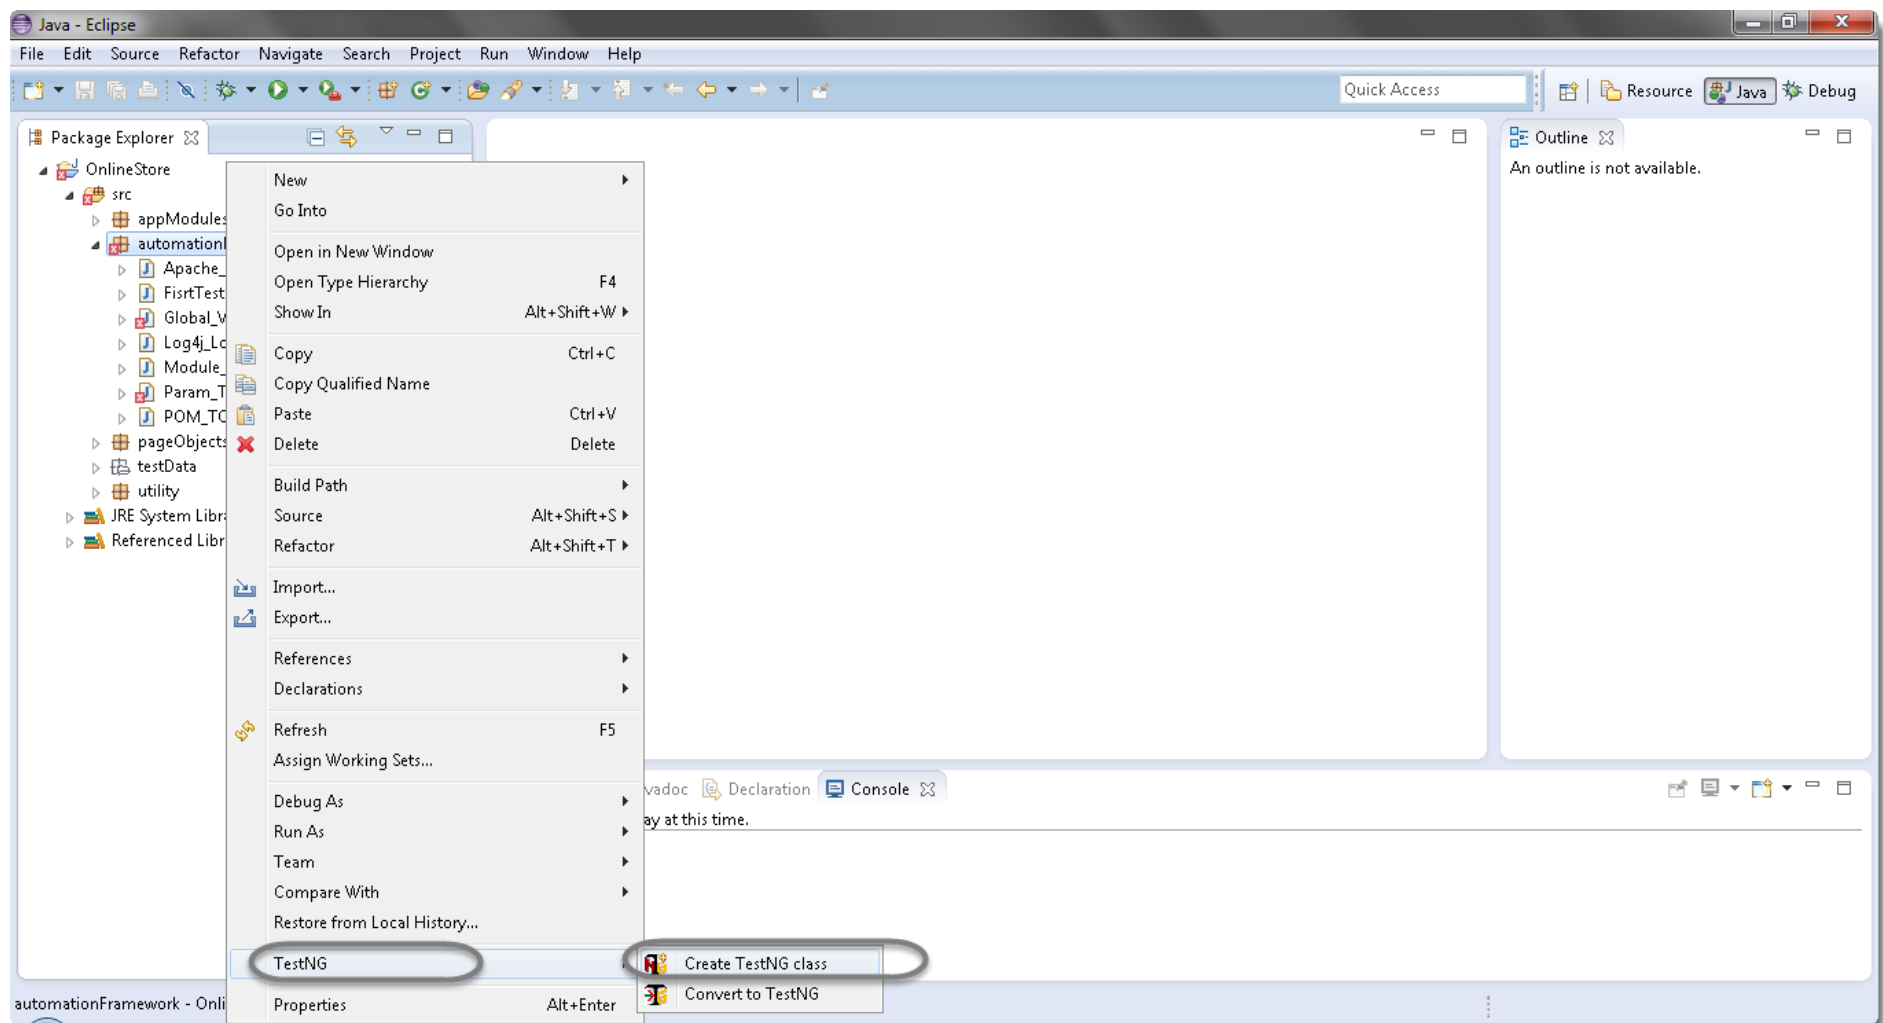 Java - Eclipse
File Edit Source Refactor Navigate Search Project Run Window Help
Quick Access
Resource Java Debug
Package Explorer
OnlineStore
src
appModules
automation
Apache_
FisrtTest
Global_V
Log4j_Lo
Module_
Param_T
POM_TC
pageObjects
testData
utility
JRE System Libr
Referenced Libr
New
Go Into
Open in New Window
Open Type Hierarchy F4
Show In Alt+Shift+W
Copy Ctrl+C
Copy Qualified Name
Paste Ctrl+V
Delete Delete
Build Path
Source Alt+Shift+S
Refactor Alt+Shift+T
Import...
Export...
References
Declarations
Refresh F5
Assign Working Sets...
Debug As
Run As
Team
Compare With
Restore from Local History...
TestNG
Properties Alt+Enter
Create TestNG class
Convert to TestNG
Outline
An outline is not available.
vadoc Declaration Console
ay at this time.
automationFramework - Onli